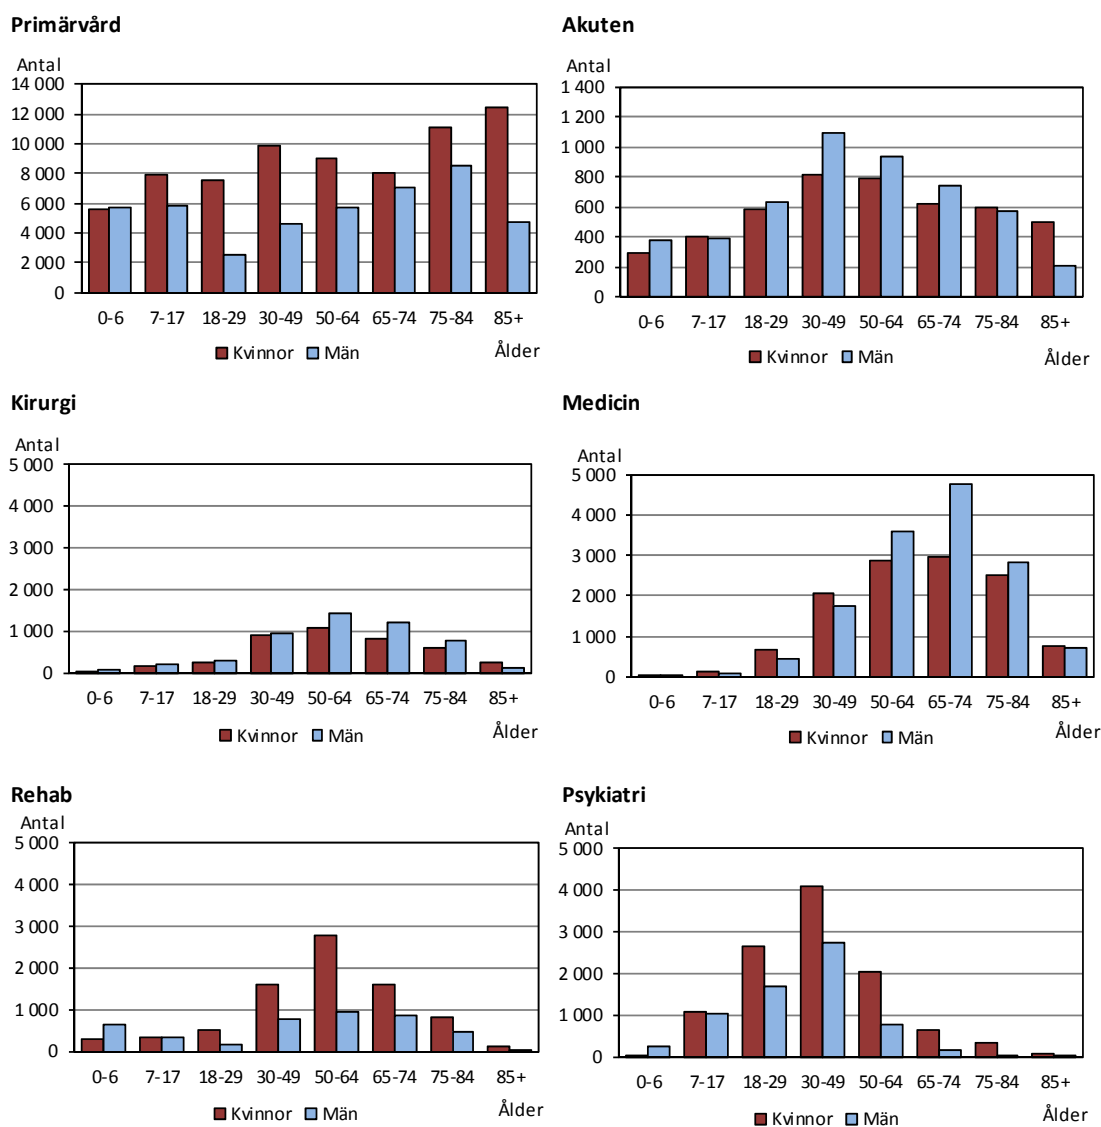 Primärvård
Antal
14 000
12 000
10 000
8 000
6 000
4 000
2 000
0
0-6 7-17 18-29 30-49 50-64 65-74 75-84 85+
Kvinnor Män
Ålder
Akuten
Antal
1 400
1 200
1 000
800
600
400
200
0
0-6 7-17 18-29 30-49 50-64 65-74 75-84 85+
Kvinnor Män
Ålder
Kirurgi
Antal
5 000
4 000
3 000
2 000
1 000
0
0-6 7-17 18-29 30-49 50-64 65-74 75-84 85+
Kvinnor Män
Ålder
Medicin
Antal
5 000
4 000
3 000
2 000
1 000
0
0-6 7-17 18-29 30-49 50-64 65-74 75-84 85+
Kvinnor Män
Ålder
Rehab
Antal
5 000
4 000
3 000
2 000
1 000
0
0-6 7-17 18-29 30-49 50-64 65-74 75-84 85+
Kvinnor Män
Ålder
Psykiatri
Antal
5 000
4 000
3 000
2 000
1 000
0
0-6 7-17 18-29 30-49 50-64 65-74 75-84 85+
Kvinnor Män
Ålder